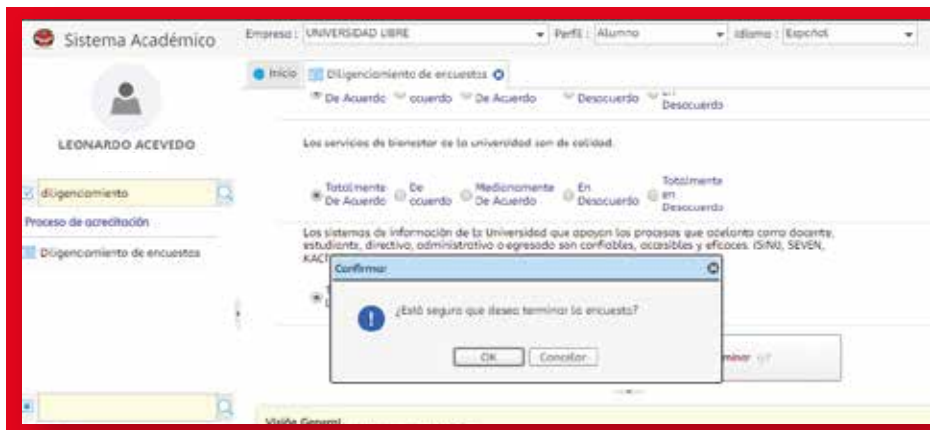 Sistema Académico
Empresa : UNIVERSIDAD LIBRE Perfil : Alumno Idioma : Español
Inicio Diligenciamiento de encuestas
De Acuerdo acuerdo De Acuerdo Desacuerdo
Desacuerdo
LEONARDO ACEVEDO
Los servicios de bienestar de la universidad son de calidad.
diligenciamiento
Totalmente De Medianamente En Totalmente
De Acuerdo acuerdo De Acuerdo Desacuerdo en
Desacuerdo
Proceso de acreditación
Diligenciamiento de encuestas
Los sistemas de información de la Universidad que apoyan los procesos que adelanta como docente,
estudiante, directivo, administrativo o egresado son confiables, accesibles y eficaces. (SINU, SEVEN,
Confirmar
¿Está seguro que desea terminar la encuesta?
OK Cancelar
Visión General